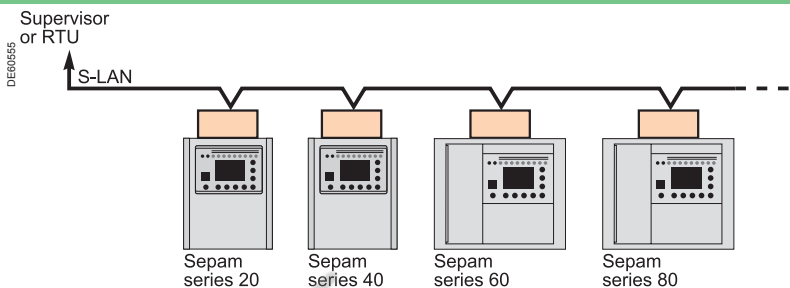 Supervisor
or RTU
DE60555
S-LAN
Sepam
series 20
Sepam
series 40
Sepam
series 60
Sepam
series 80